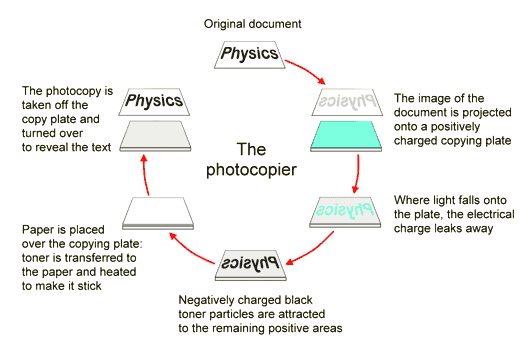 Original document
Physics
Physics
The image of the
document is projected
onto a positively
charged copying plate
Physics
Where light falls onto
the plate, the electrical
charge leaks away
Physics
Negatively charged black
toner particles are attracted
to the remaining positive areas
Paper is placed
over the copying plate:
toner is transferred to
the paper and heated
to make it stick
The photocopy is
taken off the
copy plate and
turned over
to reveal the text
Physics
The
photocopier